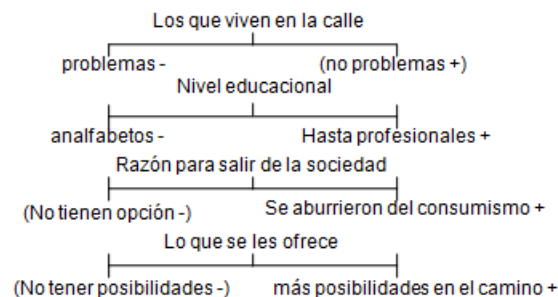 Los que viven en la calle
problemas - (no problemas +)
Nivel educacional
analfabetos - Hasta profesionales +
Razón para salir de la sociedad
(No tienen opción -) Se aburrieron del consumismo +
Lo que se les ofrece
(No tener posibilidades -) más posibilidades en el camino +